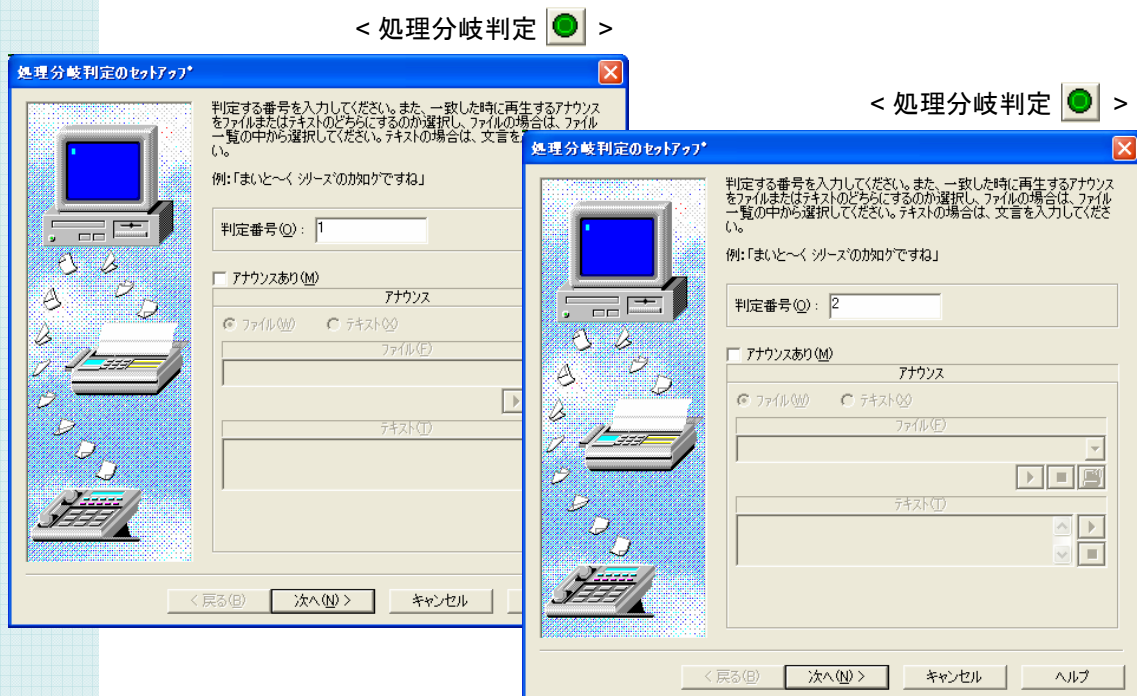 < 処理分岐判定 >
処理分岐判定のセットアップ
判定する番号を入力してください。また、一致した時に再生するアナウンス
をファイルまたはテキストのどちらにするのか選択し、ファイルの場合は、ファイル
一覧の中から選択してください。テキストの場合は、文言を
い。
例:「まいと～く シリーズのカタログですね」
判定番号(O) : 1
アナウンスあり(M)
アナウンス
ファイル(W) テキスト(X)
ファイル(F)
テキスト(T)
< 戻る(B) 次へ(N) > キャンセル
< 処理分岐判定 >
処理分岐判定のセットアップ
判定する番号を入力してください。また、一致した時に再生するアナウンス
をファイルまたはテキストのどちらにするのか選択し、ファイルの場合は、ファイル
一覧の中から選択してください。テキストの場合は、文言を入力してくださ
い。
例:「まいと～く シリーズのカタログですね」
判定番号(O) : 2
アナウンスあり(M)
アナウンス
ファイル(W) テキスト(X)
ファイル(F)
テキスト(T)
< 戻る(B) 次へ(N) > キャンセル ヘルプ